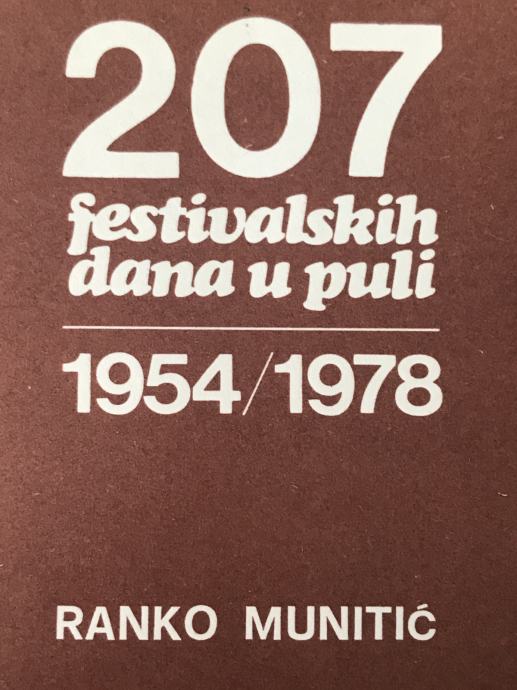 207
festivalskih
dana u puli
1954/1978
RANKO MUNITIĆ